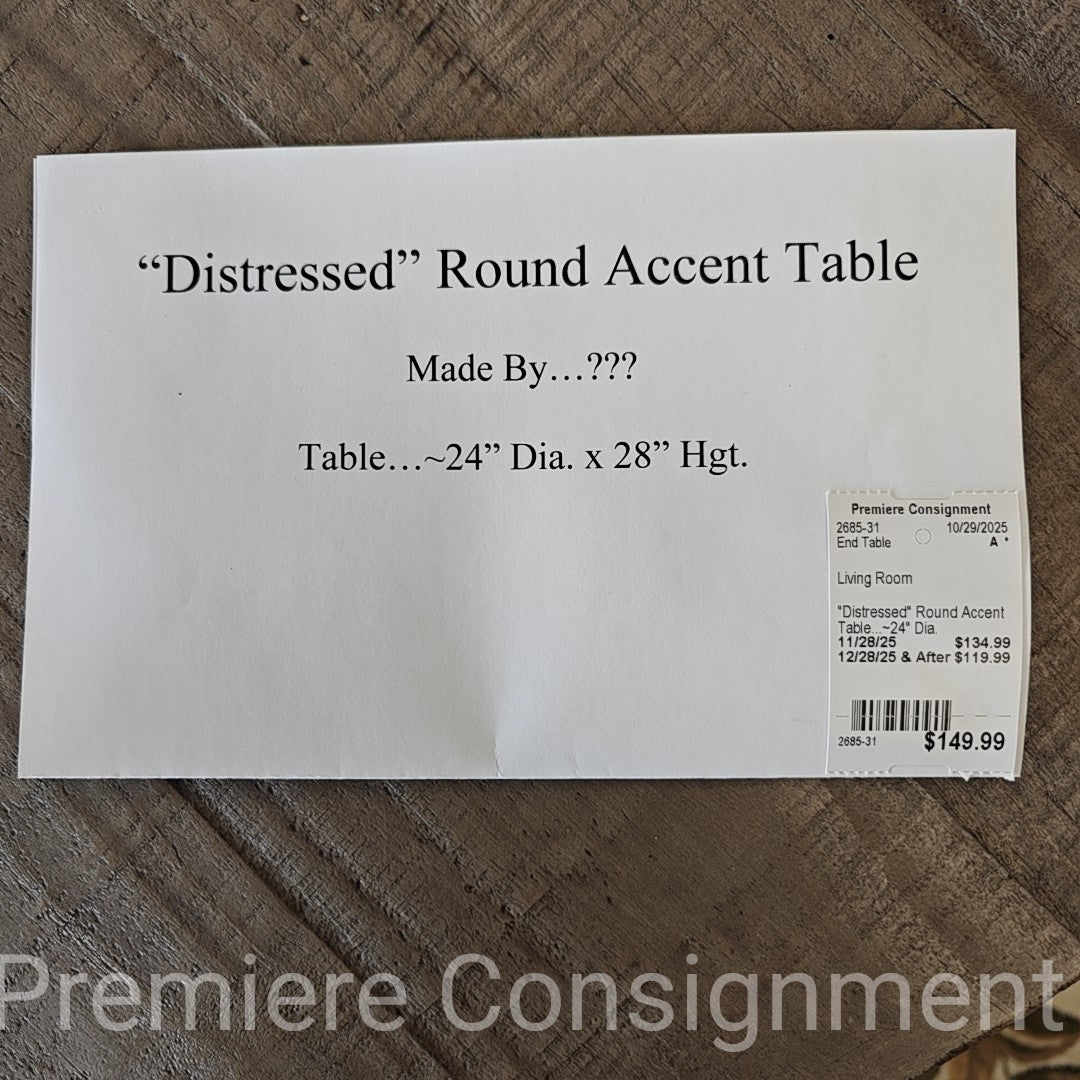 “Distressed” Round Accent Table
Made By…???
Table…~24” Dia. x 28” Hgt.
Premiere Consignment
2685-31 10/29/2025
End Table A *
Living Room
"Distressed" Round Accent
Table...~24" Dia.
11/28/25 $134.99
12/28/25 & After $119.99
2685-31 $149.99
Premiere Consignment